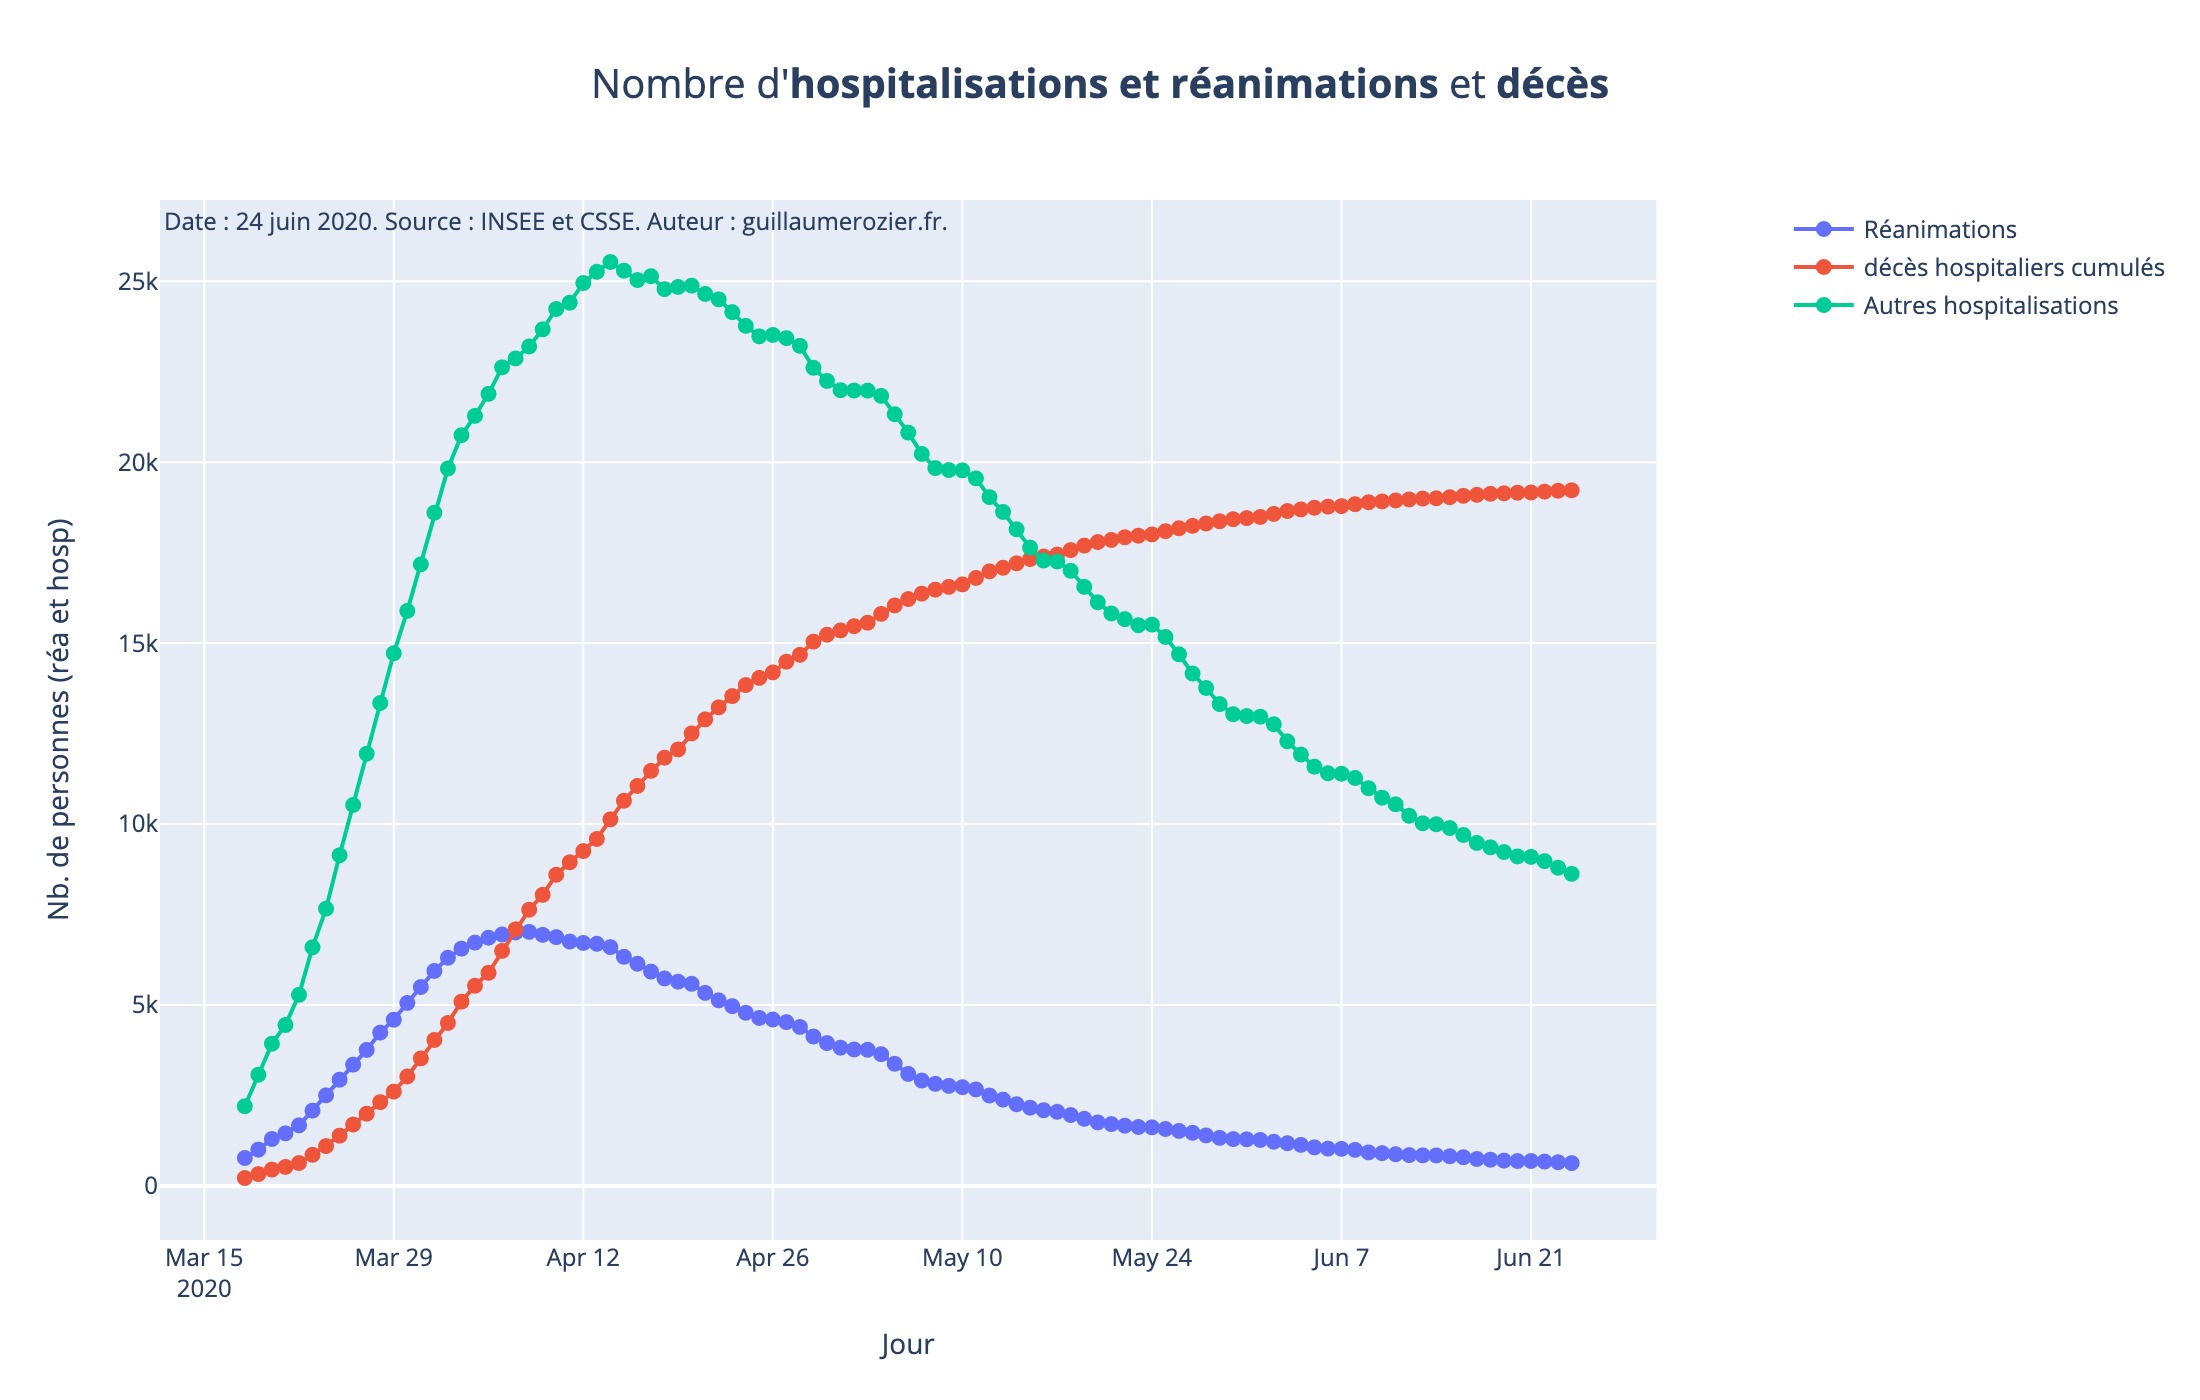 Nombre d'hospitalisations et réanimations et décès
Date : 24 juin 2020. Source : INSEE et CSSE. Auteur : guillaumerozier.fr.
Réanimations
décès hospitaliers cumulés
Autres hospitalisations
Nb. de personnes (réa et hosp)
25k
20k
15k
10k
5k
0
Mar 15
2020
Mar 29
Apr 12
Apr 26
May 10
May 24
Jun 7
Jun 21
Jour